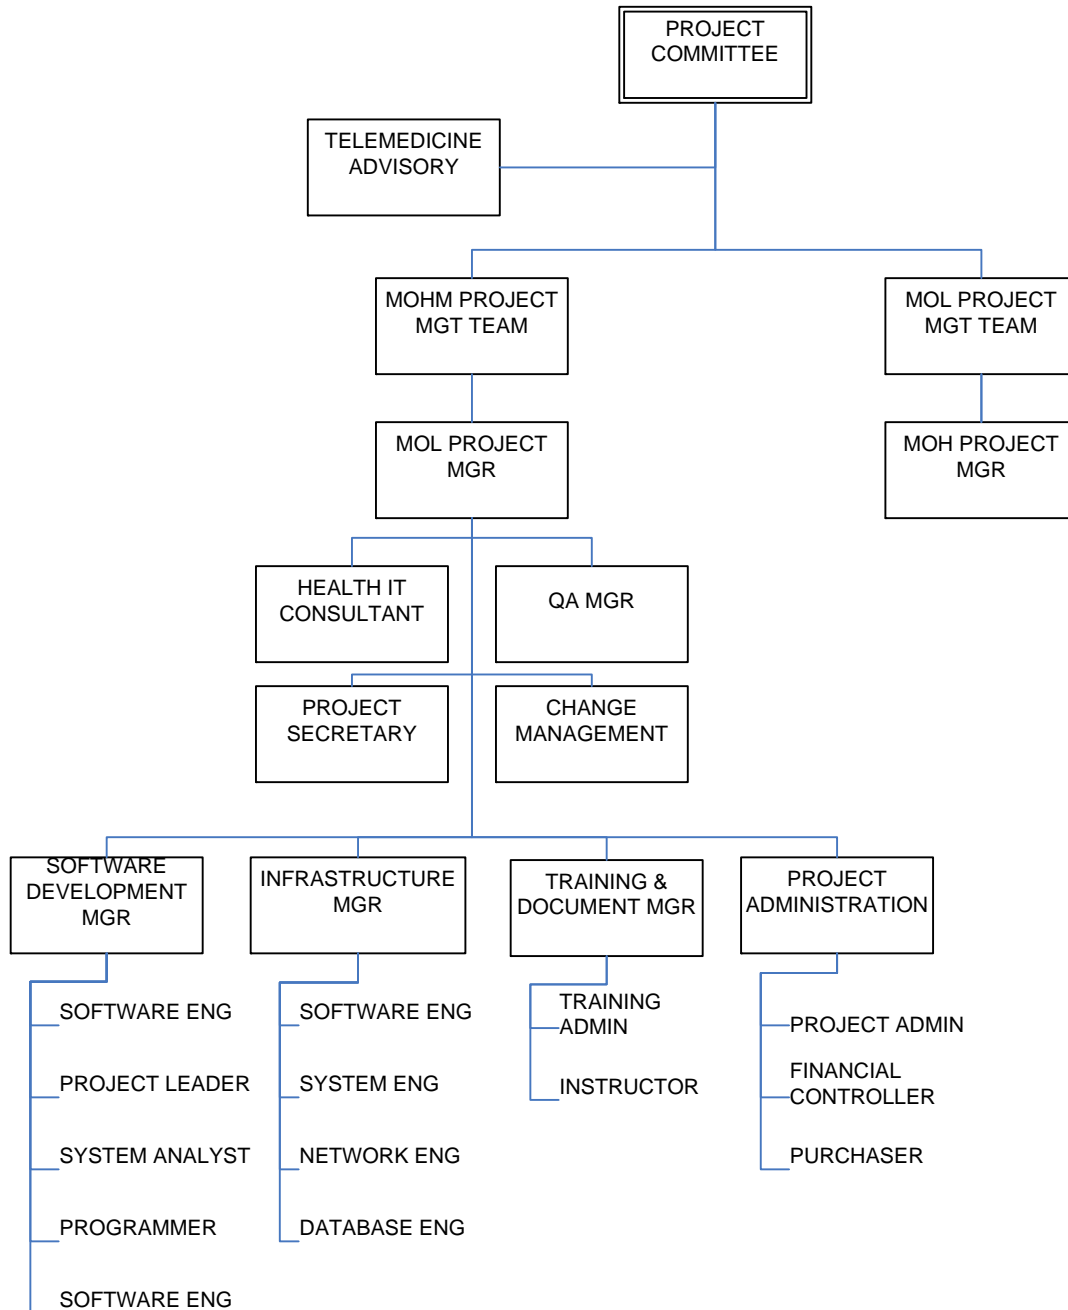 PROJECT
COMMITTEE
TELEMEDICINE
ADVISORY
MOHM PROJECT
MGT TEAM
MOL PROJECT
MGT TEAM
MOL PROJECT
MGR
MOH PROJECT
MGR
HEALTH IT
CONSULTANT
QA MGR
PROJECT
SECRETARY
CHANGE
MANAGEMENT
SOFTWARE
DEVELOPMENT
MGR
INFRASTRUCTURE
MGR
TRAINING &
DOCUMENT MGR
PROJECT
ADMINISTRATION
SOFTWARE ENG
PROJECT LEADER
SYSTEM ANALYST
PROGRAMMER
SOFTWARE ENG
SOFTWARE ENG
SYSTEM ENG
NETWORK ENG
DATABASE ENG
TRAINING
ADMIN
INSTRUCTOR
PROJECT ADMIN
FINANCIAL
CONTROLLER
PURCHASER